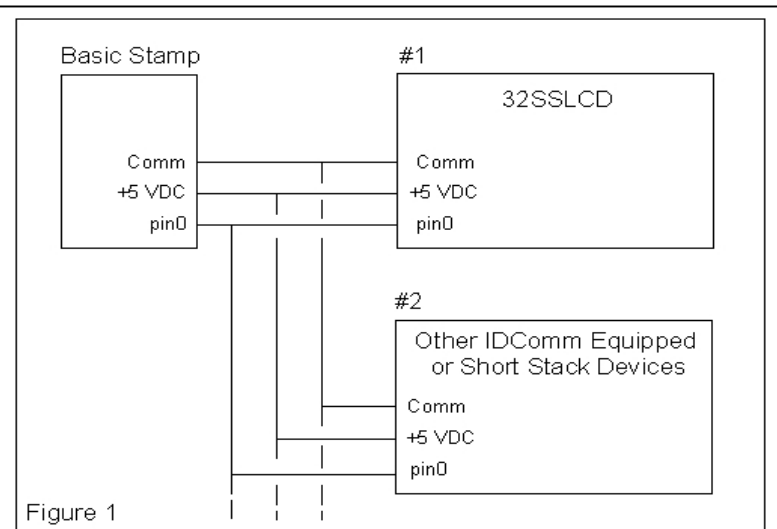 Basic Stamp
Comm
+5 VDC
pin0
#1
32SSLCD
Comm
+5 VDC
pin0
#2
Other IDComm Equipped
or Short Stack Devices
Comm
+5 VDC
pin0
Figure 1